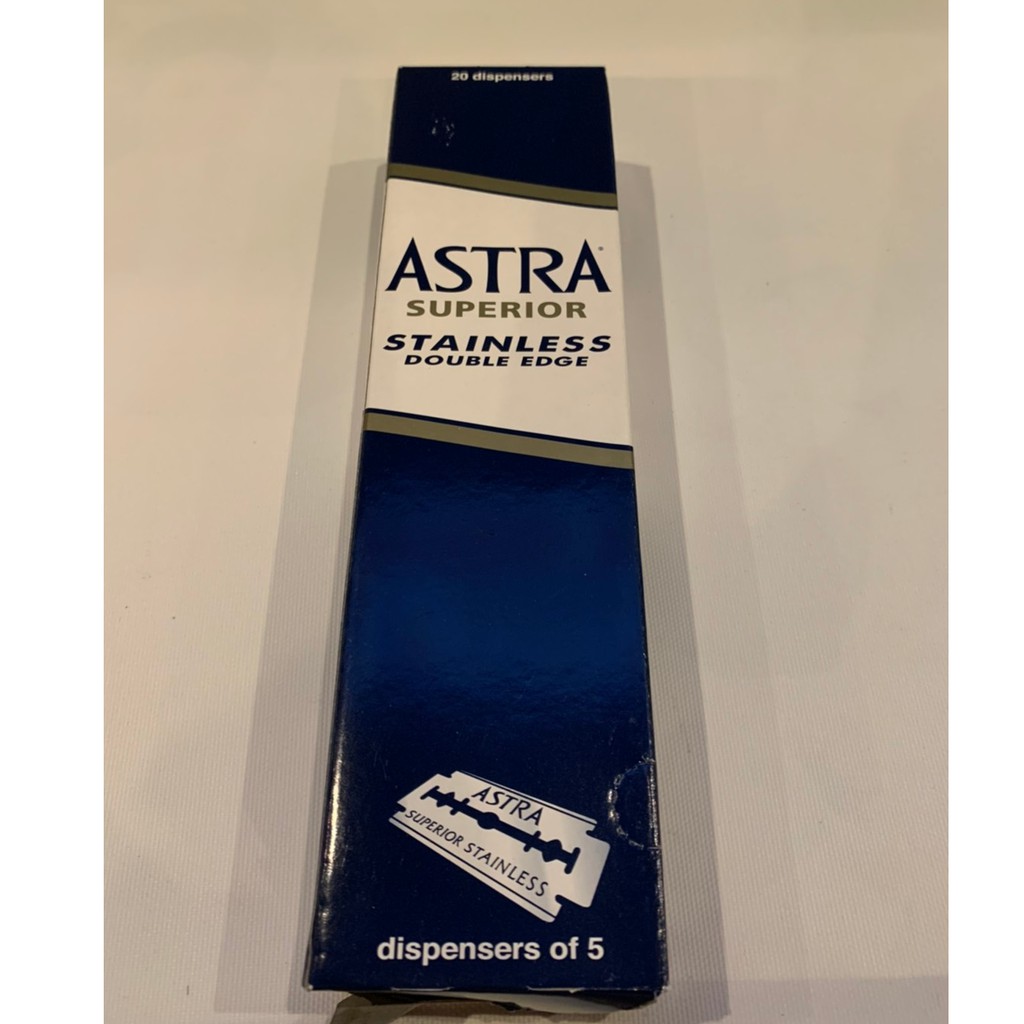 20 dispensers
ASTRA
SUPERIOR
STAINLESS
DOUBLE EDGE
ASTRA
SUPERIOR STAINLESS
dispensers of 5